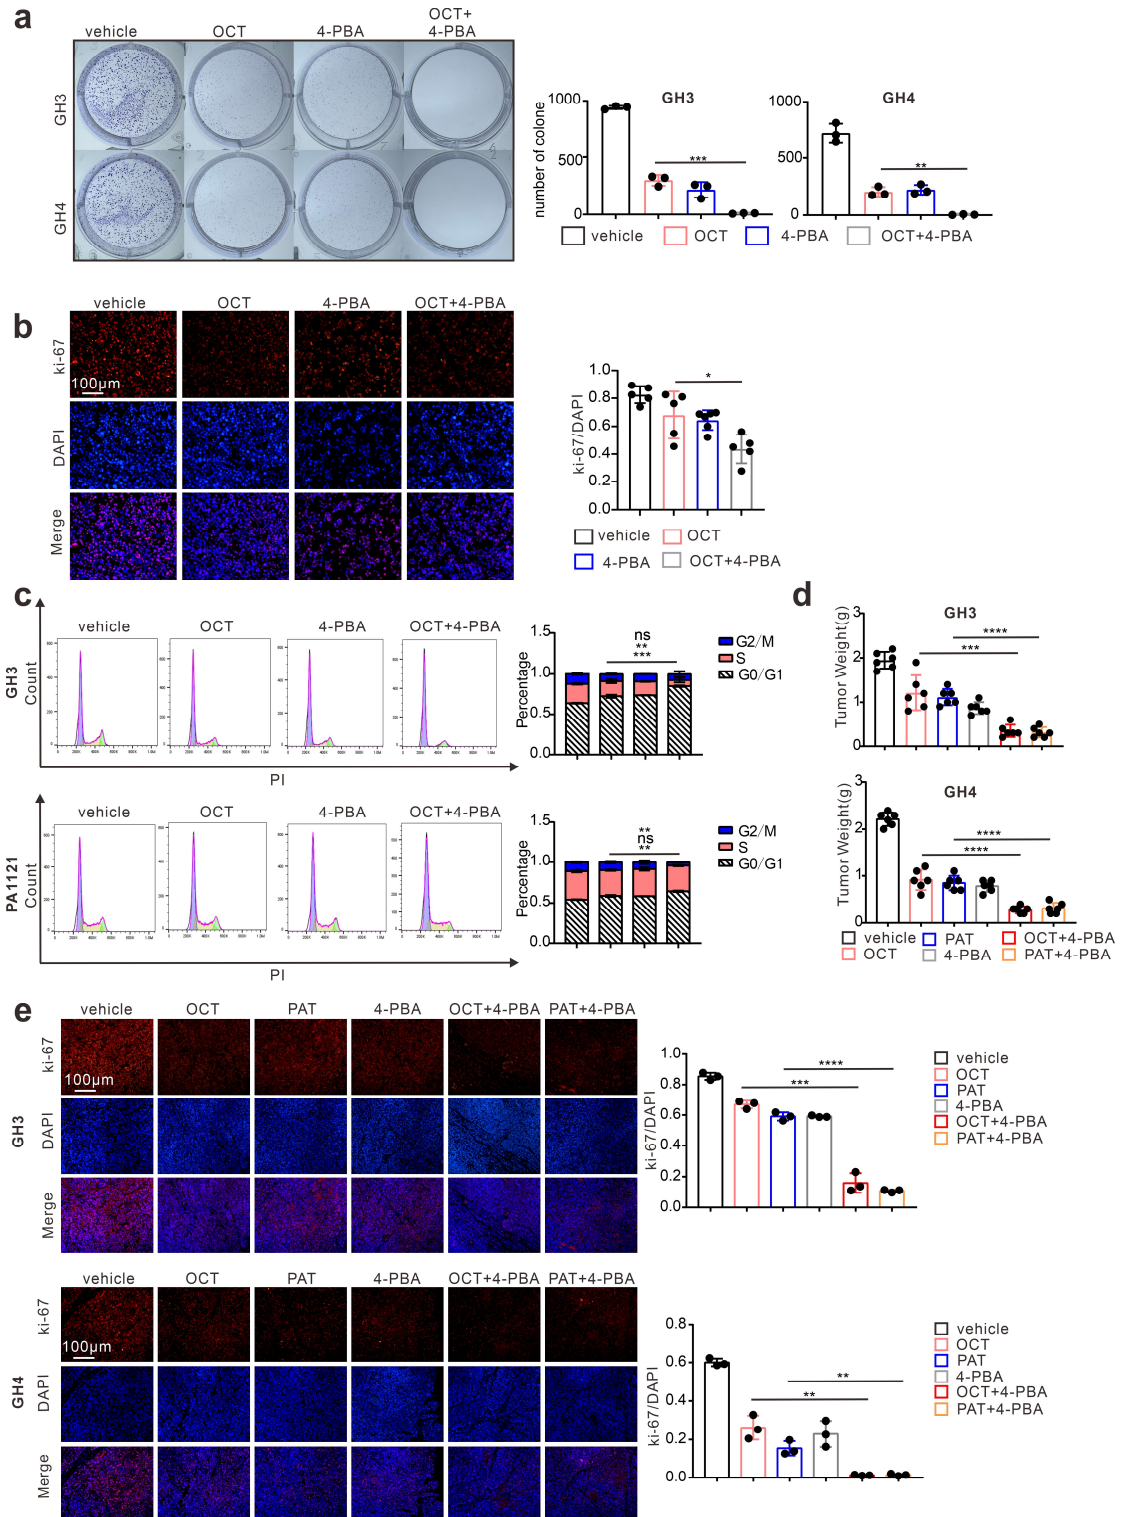 a
vehicle OCT 4-PBA OCT+
4-PBA
GH3
GH4
number of colone
1000
500
0
GH3
***
1000
500
0
GH4
**
vehicle OCT 4-PBA OCT+4-PBA
b
vehicle OCT 4-PBA OCT+4-PBA
ki-67
100μm
DAPI
Merge
ki-67/DAPI
1.0
0.8
0.6
0.4
0.2
0.0
*
vehicle OCT
4-PBA OCT+4-PBA
c
vehicle OCT 4-PBA OCT+4-PBA
GH3
Count
PI
Percentage
1.5
1.0
0.5
0.0
ns
**
***
G2/M
S
G0/G1
vehicle OCT 4-PBA OCT+4-PBA
PA1121
Count
PI
Percentage
1.5
1.0
0.5
0.0
**
ns
**
G2/M
S
G0/G1
d
GH3
Tumor Weight(g)
3
2
1
0
****
***
GH4
Tumor Weight(g)
3
2
1
0
****
****
vehicle PAT OCT+4-PBA
OCT 4-PBA PAT+4-PBA
e
vehicle OCT PAT 4-PBA OCT+4-PBA PAT+4-PBA
GH3
ki-67
100μm
DAPI
Merge
ki-67/DAPI
1.0
0.8
0.6
0.4
0.2
0.0
****
***
vehicle
OCT
PAT
4-PBA
OCT+4-PBA
PAT+4-PBA
vehicle OCT PAT 4-PBA OCT+4-PBA PAT+4-PBA
GH4
ki-67
100μm
DAPI
Merge
ki-67/DAPI
0.8
0.6
0.4
0.2
0.0
**
**
vehicle
OCT
PAT
4-PBA
OCT+4-PBA
PAT+4-PBA